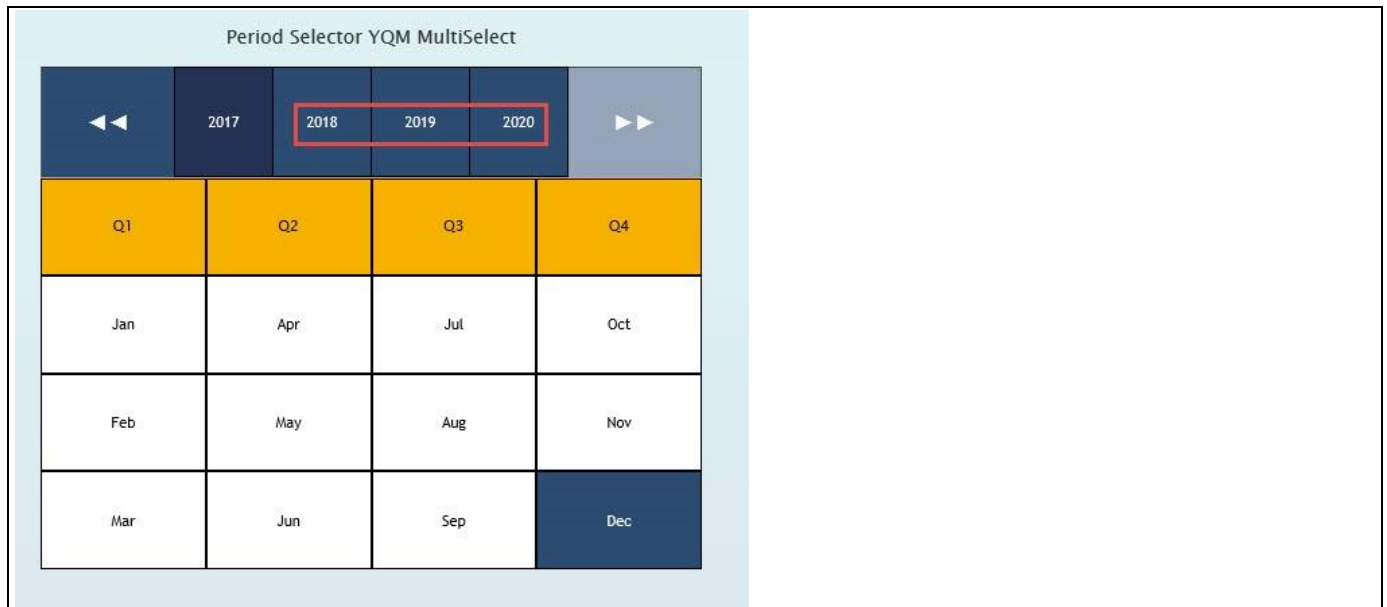 Period Selector YQM MultiSelect
2017 2018 2019 2020
Q1 Q2 Q3 Q4
Jan Apr Jul Oct
Feb May Aug Nov
Mar Jun Sep Dec